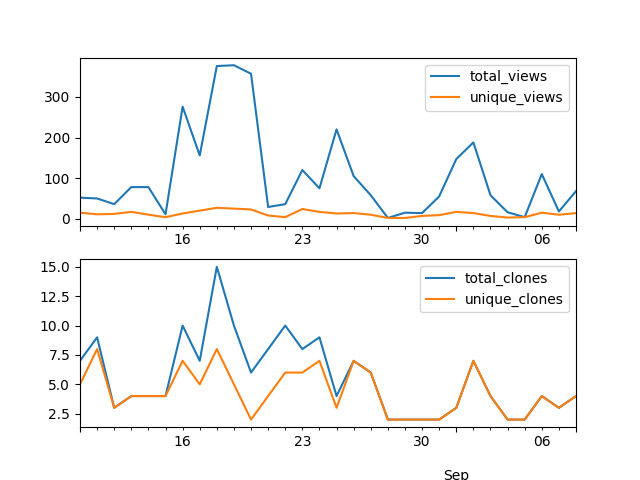 total_views
unique_views
300
200
100
0
16 23 30 06
total_clones
unique_clones
15.0
12.5
10.0
7.5
5.0
2.5
16 23 30 06
Sep